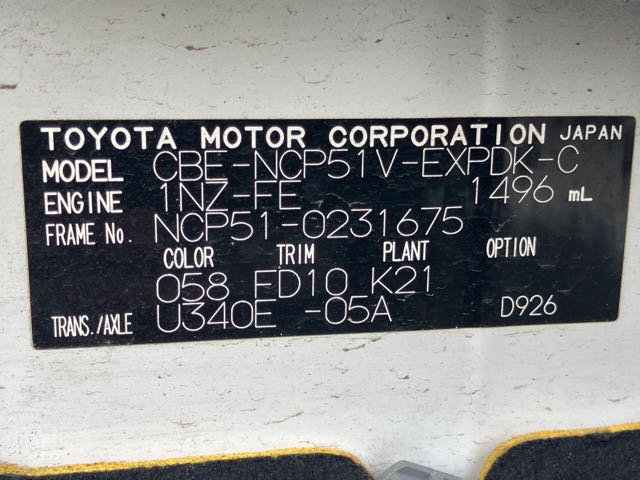 TOYOTA MOTOR CORPORATION JAPAN
MODEL CBE-NCP51V-EXPDK-C
ENGINE 1NZ-FE 1496 mL
FRAME No. NCP51-0231675
COLOR TRIM PLANT OPTION
058 FD10 K21
TRANS./AXLE U340E -05A D926